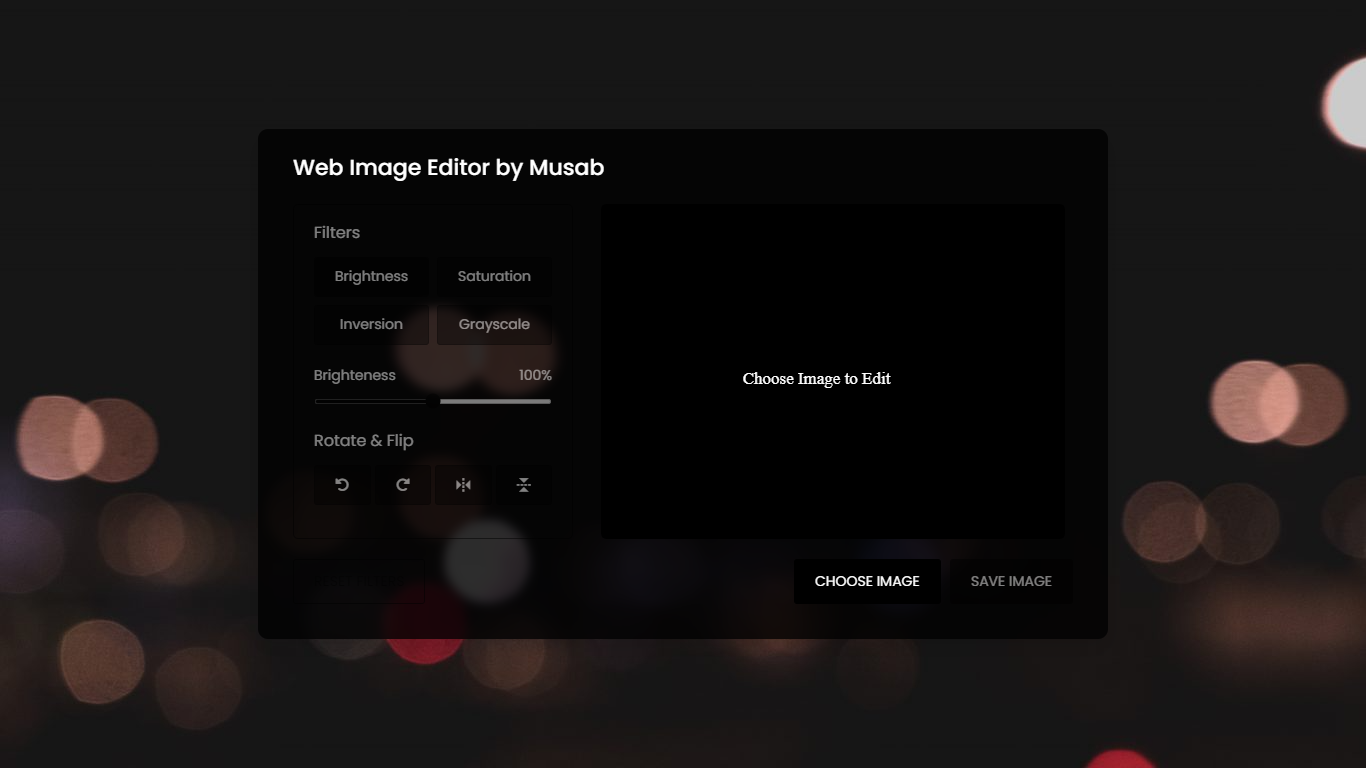 Web Image Editor by Musab
Filters
Brightness
Saturation
Inversion
Grayscale
Brighteness
100%
Rotate & Flip
Choose Image to Edit
CHOOSE IMAGE
SAVE IMAGE